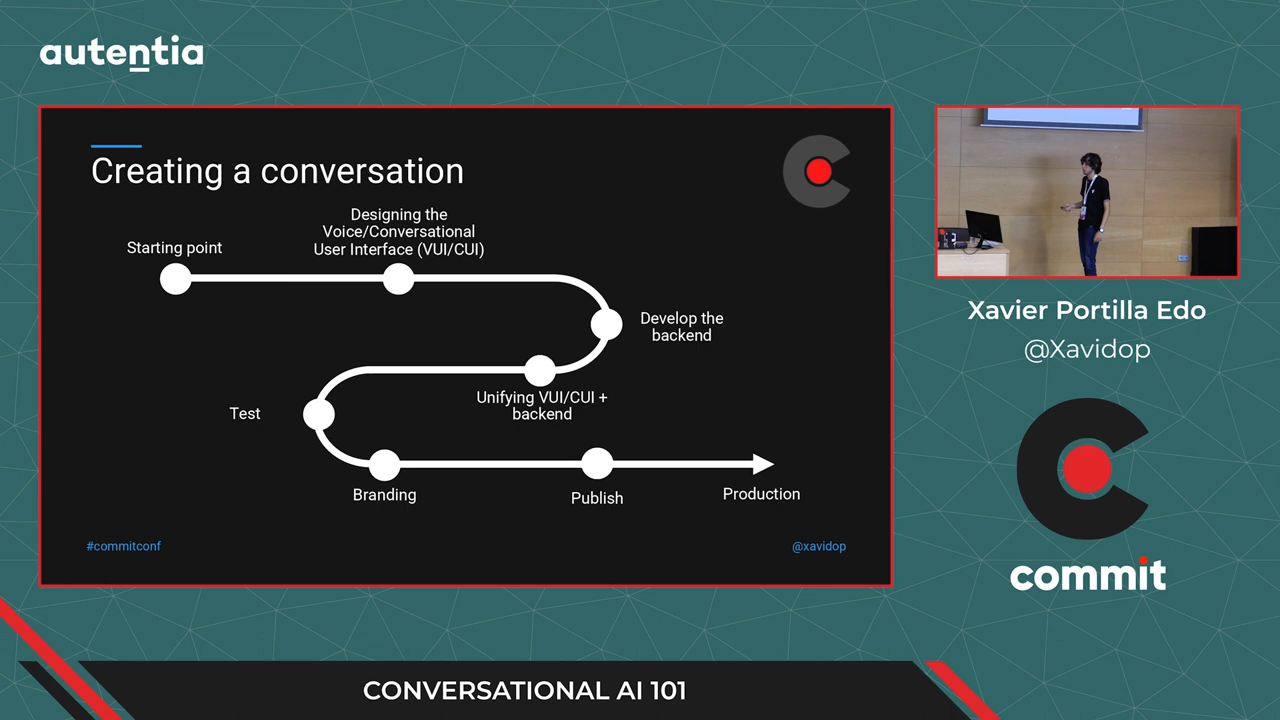 autentia
Creating a conversation
Designing the
Voice/Conversational
User Interface (VUI/CUI)
Starting point
Develop the
backend
Unifying VUI/CUI +
backend
Test
Branding
Publish
Production
#commitconf
@xavidop
Xavier Portilla Edo
@Xavidop
commit
CONVERSATIONAL AI 101